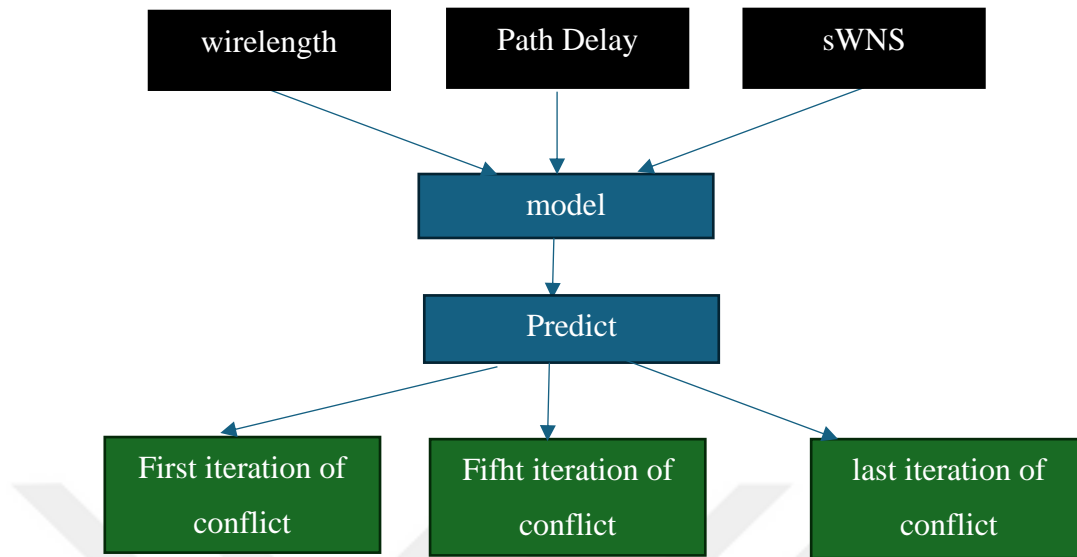 wirelength
Path Delay
sWNS
model
Predict
First iteration of
conflict
Fifht iteration of
conflict
last iteration of
conflict